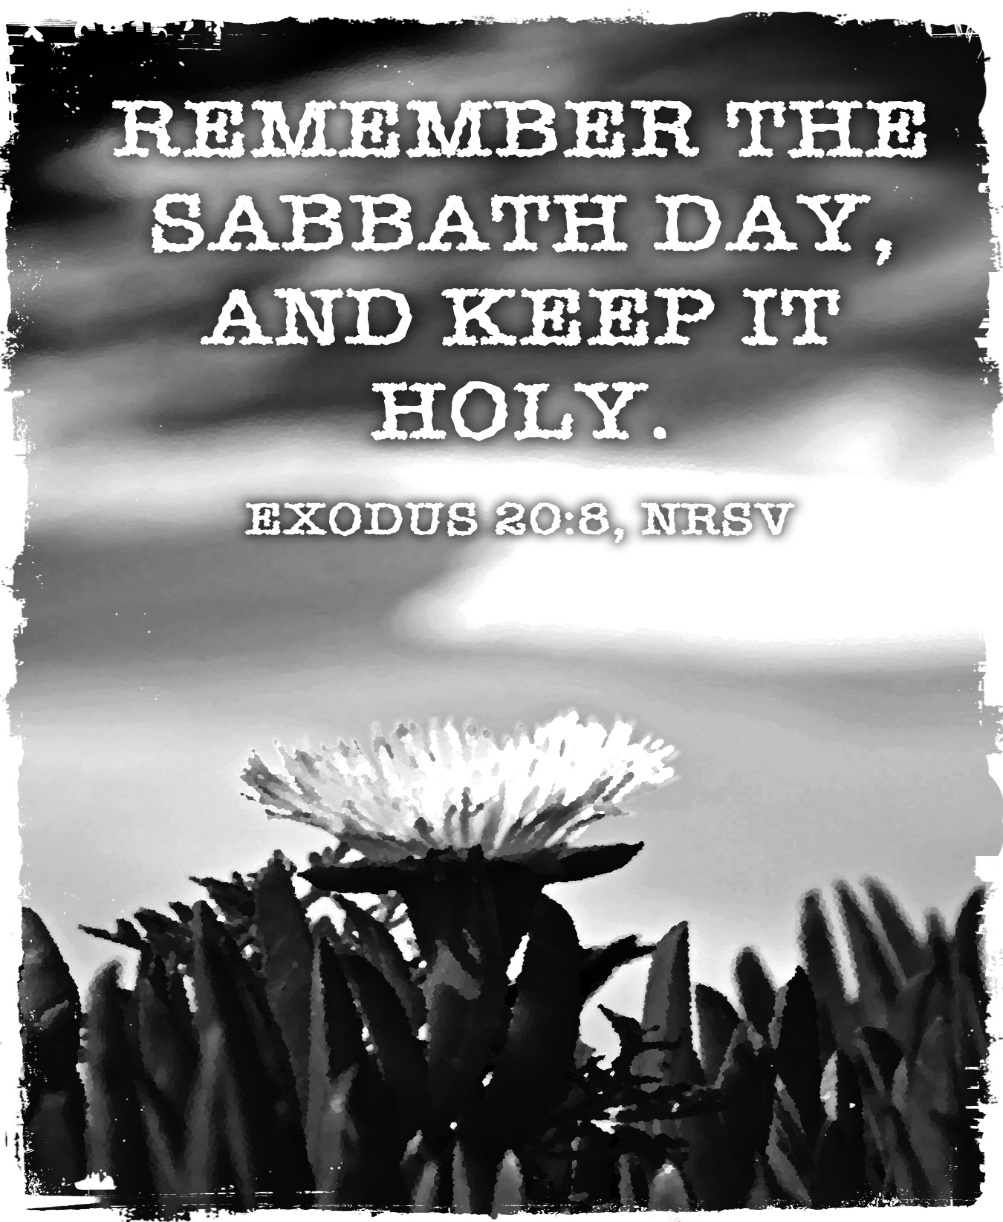 REMEMBER THE
SABBATH DAY,
AND KEEP IT
HOLY.
EXODUS 20:8, NRSV